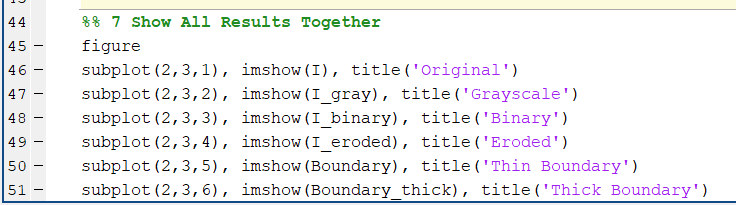 44 %% 7 Show All Results Together
45 – figure
46 – subplot(2,3,1), imshow(I), title('Original')
47 – subplot(2,3,2), imshow(I_gray), title('Grayscale')
48 – subplot(2,3,3), imshow(I_binary), title('Binary')
49 – subplot(2,3,4), imshow(I_eroded), title('Eroded')
50 – subplot(2,3,5), imshow(Boundary), title('Thin Boundary')
51 – subplot(2,3,6), imshow(Boundary_thick), title('Thick Boundary')